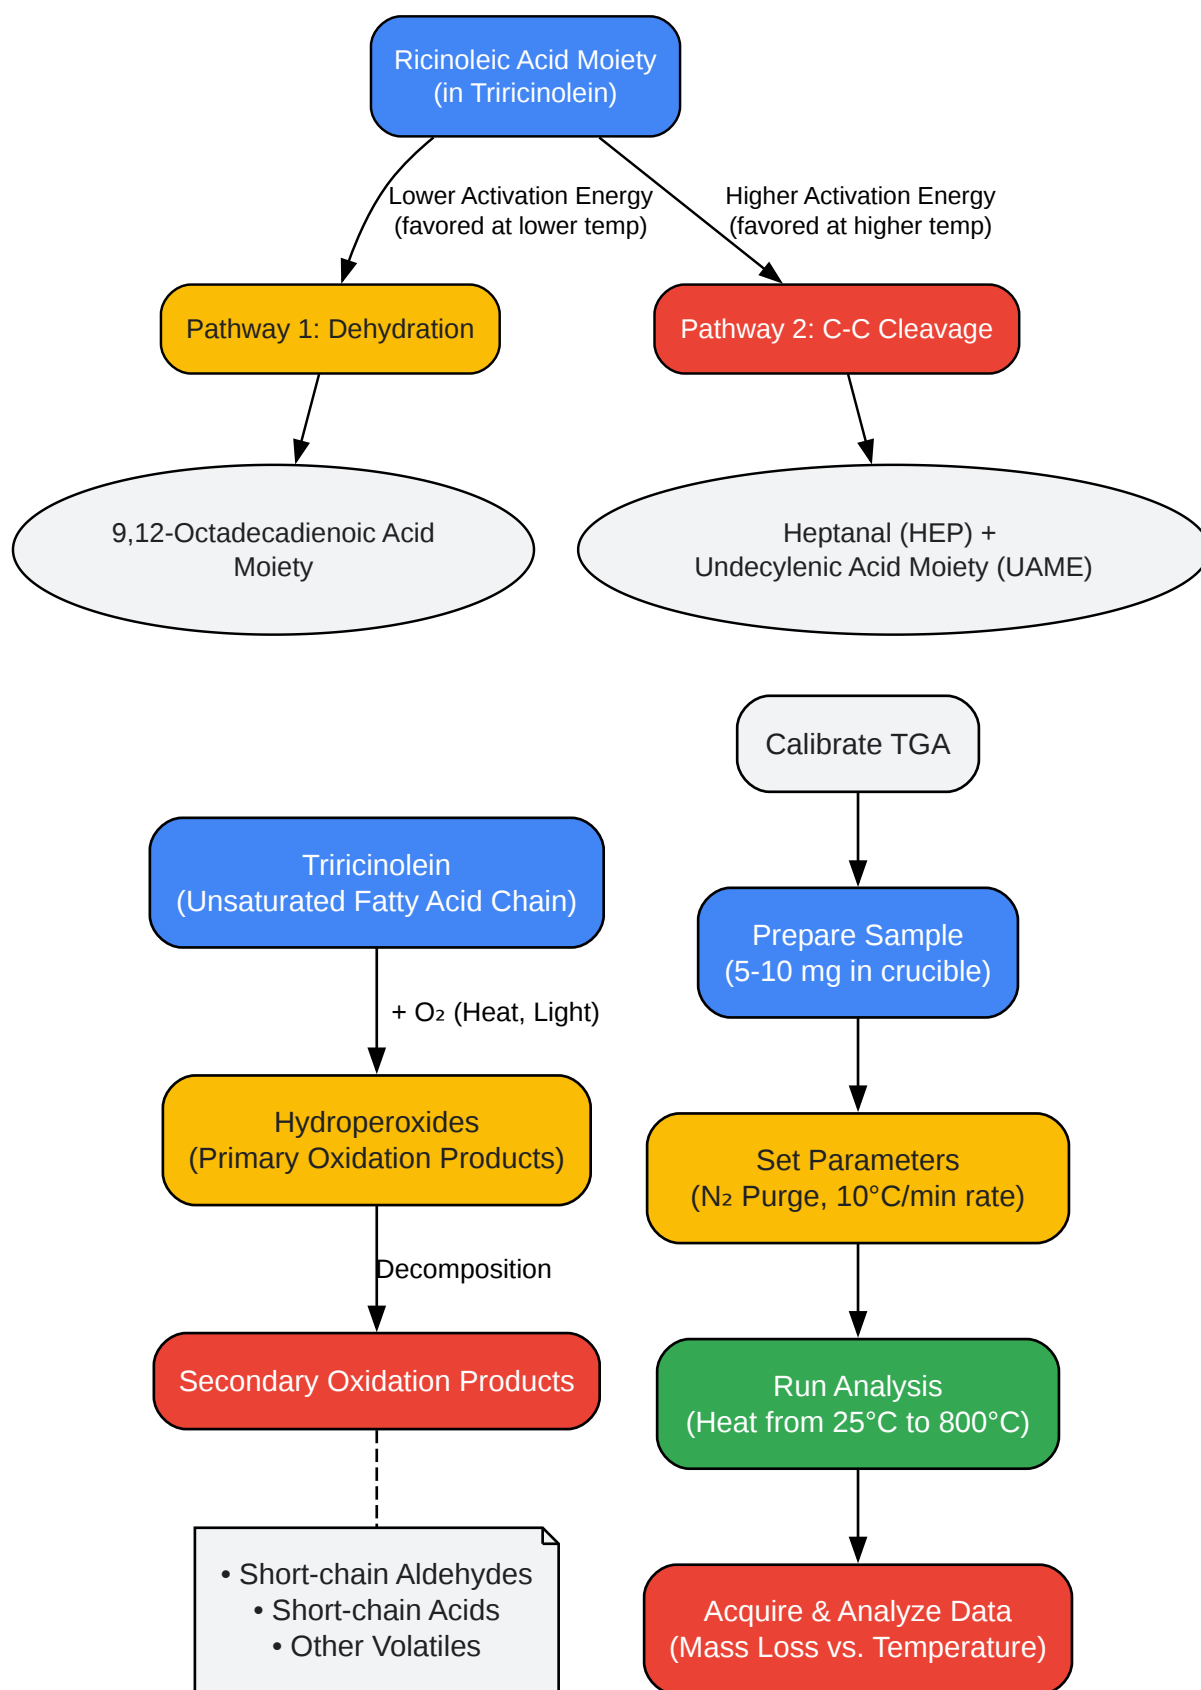 Ricinoleic Acid Moiety
(in Triricinolein)
Lower Activation Energy
(favored at lower temp)
Higher Activation Energy
(favored at higher temp)
Pathway 1: Dehydration
Pathway 2: C-C Cleavage
9,12-Octadecadienoic Acid
Moiety
Heptanal (HEP) +
Undecylenic Acid Moiety (UAME)
Triricinolein
(Unsaturated Fatty Acid Chain)
+ O₂ (Heat, Light)
Hydroperoxides
(Primary Oxidation Products)
Decomposition
Secondary Oxidation Products
• Short-chain Aldehydes
• Short-chain Acids
• Other Volatiles
Calibrate TGA
Prepare Sample
(5-10 mg in crucible)
Set Parameters
(N₂ Purge, 10°C/min rate)
Run Analysis
(Heat from 25°C to 800°C)
Acquire & Analyze Data
(Mass Loss vs. Temperature)